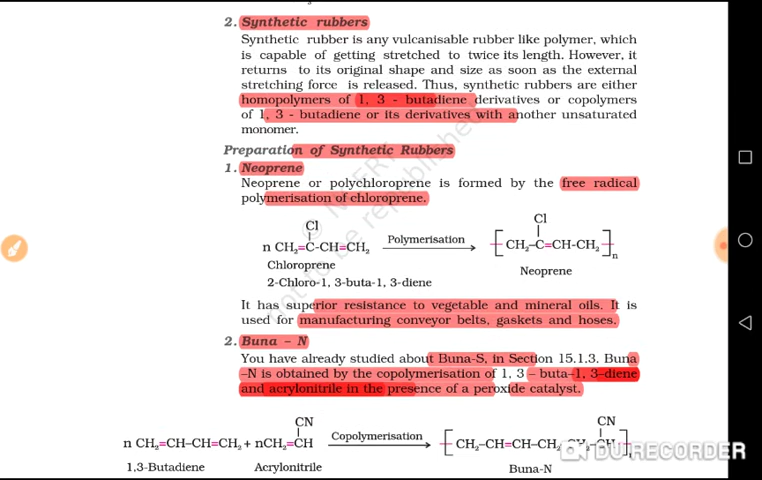 2. Synthetic rubbers
Synthetic rubber is any vulcanisable rubber like polymer, which
is capable of getting stretched to twice its length. However, it
returns to its original shape and size as soon as the external
stretching force is released. Thus, synthetic rubbers are either
homopolymers of 1, 3 - butadiene derivatives or copolymers
of 1, 3 - butadiene or its derivatives with another unsaturated
monomer.
Preparation of Synthetic Rubbers
1. Neoprene
Neoprene or polychloroprene is formed by the free radical
polymerisation of chloroprene.
Cl
n CH₂=C-CH=CH₂
Polymerisation
Cl
[CH₂-C=CH-CH₂]n
Chloroprene
2-Chloro-1, 3-buta-1, 3-diene
Neoprene
It has superior resistance to vegetable and mineral oils. It is
used for manufacturing conveyor belts, gaskets and hoses.
2. Buna – N
You have already studied about Buna-S, in Section 15.1.3. Buna
–N is obtained by the copolymerisation of 1, 3 – buta–1, 3–diene
and acrylonitrile in the presence of a peroxide catalyst.
CN
n CH₂=CH–CH=CH₂ + nCH₂=CH
Copolymerisation
CN
[CH₂–CH=CH–CH₂
1,3-Butadiene
Acrylonitrile
Buna-N
DU RECORDER
© NCERT
not to be republished